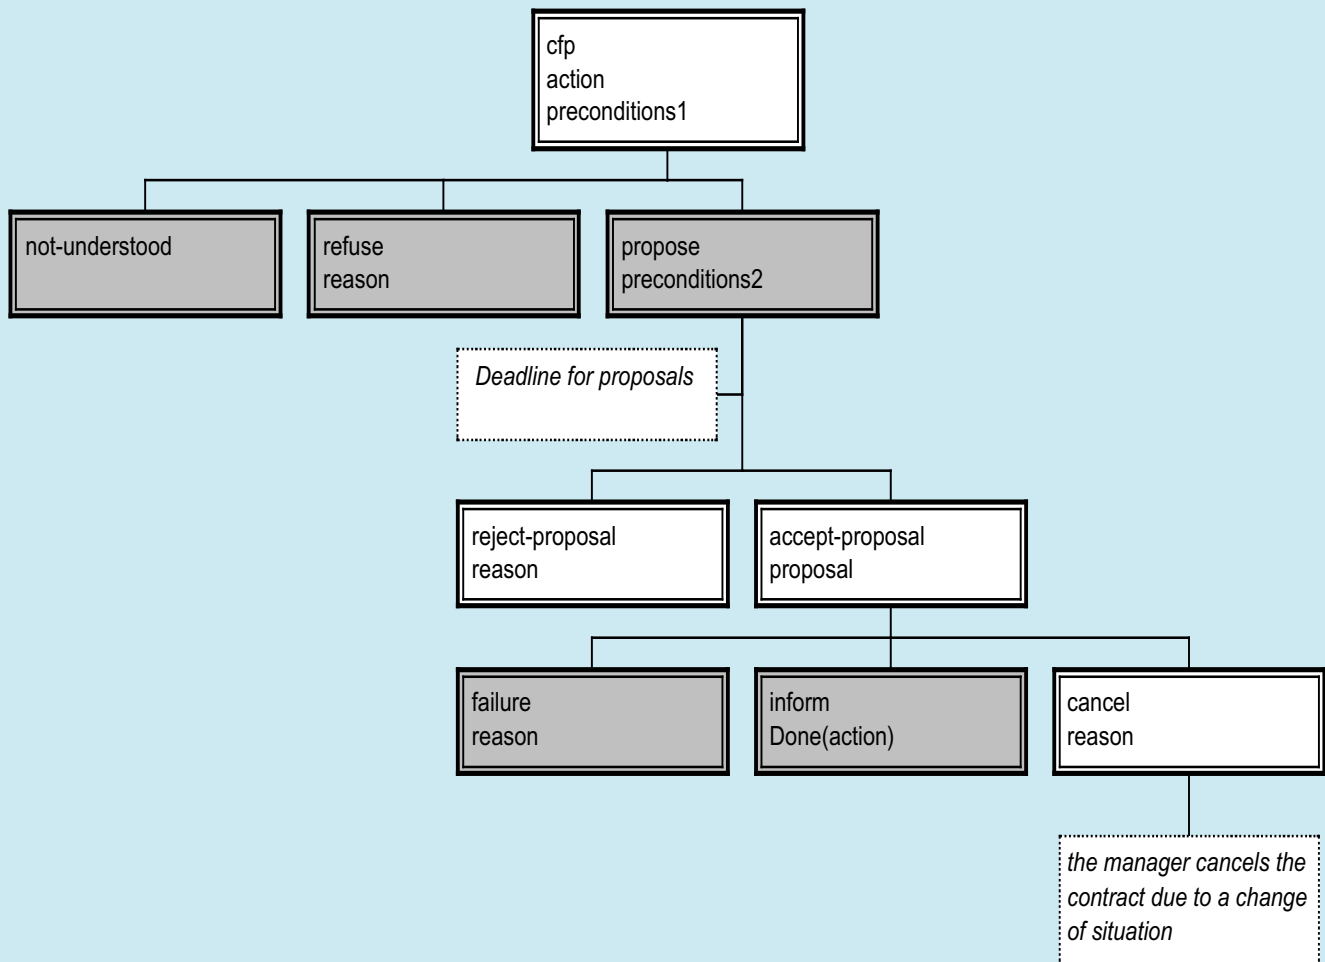 cfp
action
preconditions1
not-understood
refuse
reason
propose
preconditions2
Deadline for proposals
reject-proposal
reason
accept-proposal
proposal
failure
reason
inform
Done(action)
cancel
reason
the manager cancels the
contract due to a change
of situation